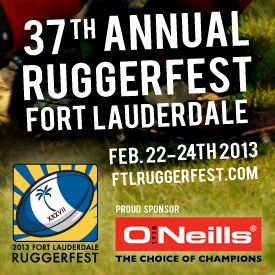 37TH ANNUAL
RUGGERFEST
FORT LAUDERDALE
FEB. 22-24TH 2013
FTLRUGGERFEST.COM
XXXVII
2013 FORT LAUDERDALE
RUGGERFEST
PROUD SPONSOR
O'Neills®
THE CHOICE OF CHAMPIONS